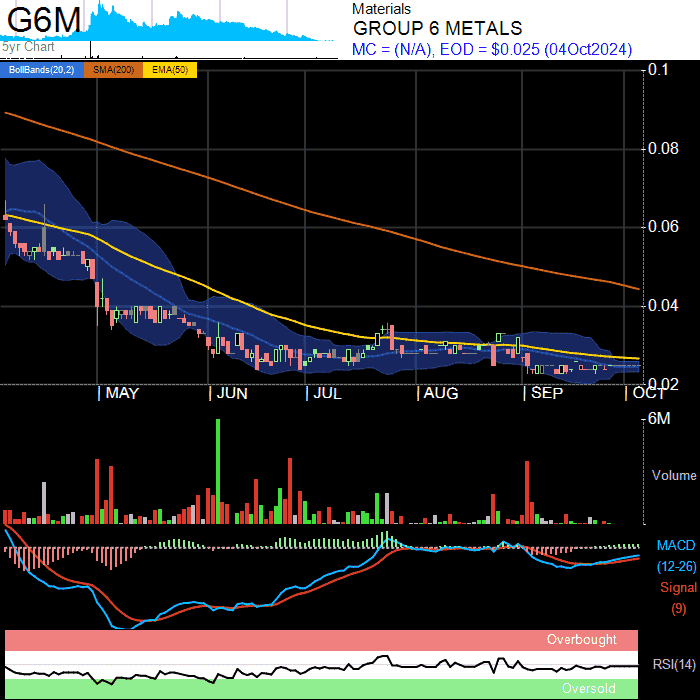 G6M
5yr Chart
Materials
GROUP 6 METALS
MC = (N/A), EOD = $0.025 (04Oct2024)
BollBands(20,2) SMA(200) EMA(50)
0.1
0.08
0.06
0.04
0.02
MAY JUN JUL AUG SEP OCT
6M
Volume
MACD
(12-26)
Signal
(9)
Overbought
RSI(14)
Oversold